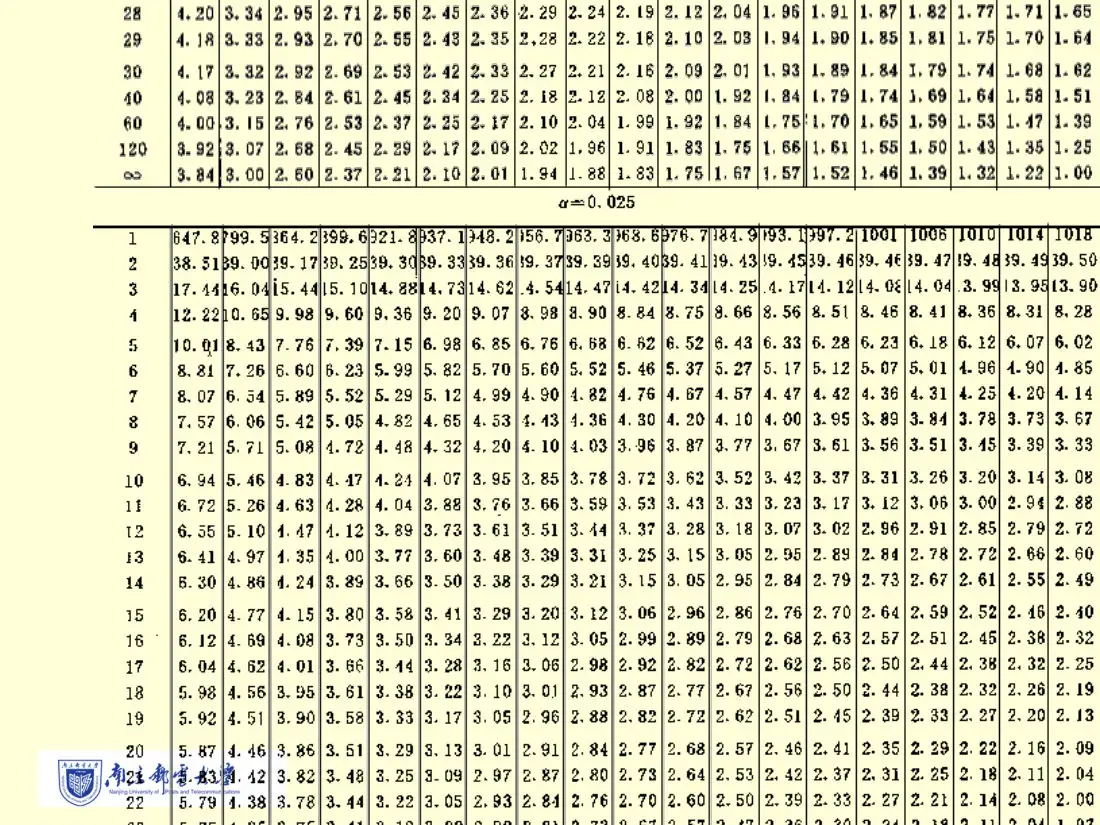 28 4.20 3.34 2.95 2.71 2.56 2.45 2.36 2.29 2.24 2.19 2.12 2.04 1.96 1.91 1.87 1.82 1.77 1.71 1.65
29 4.18 3.33 2.93 2.70 2.55 2.43 2.35 2.28 2.22 2.18 2.10 2.03 1.94 1.90 1.85 1.81 1.75 1.70 1.64
30 4.17 3.32 2.92 2.69 2.53 2.42 2.33 2.27 2.21 2.16 2.09 2.01 1.93 1.89 1.84 1.79 1.74 1.68 1.62
40 4.08 3.23 2.84 2.61 2.45 2.34 2.25 2.18 2.12 2.08 2.00 1.92 1.84 1.79 1.74 1.69 1.64 1.58 1.51
60 4.00 3.15 2.76 2.53 2.37 2.25 2.17 2.10 2.04 1.99 1.92 1.84 1.75 1.70 1.65 1.59 1.53 1.47 1.39
120 3.92 3.07 2.68 2.45 2.29 2.17 2.09 2.02 1.96 1.91 1.83 1.75 1.66 1.61 1.55 1.50 1.43 1.35 1.25
∞ 3.84 3.00 2.60 2.37 2.21 2.10 2.01 1.94 1.88 1.83 1.75 1.67 1.57 1.52 1.46 1.39 1.32 1.22 1.00
α=0.025
1 647.8 799.5 864.2 899.6 921.8 937.1 948.2 956.7 963.3 968.6 976.7 984.9 993.1 997.2 1001 1006 1010 1014 1018
2 38.51 39.00 39.17 39.25 39.30 39.33 39.36 39.37 39.39 39.40 39.41 39.43 39.45 39.46 39.46 39.47 39.48 39.49 39.50
3 17.44 16.04 15.44 15.10 14.88 14.73 14.62 14.54 14.47 14.42 14.34 14.25 14.17 14.12 14.08 14.04 13.99 13.95 13.90
4 12.22 10.65 9.98 9.60 9.36 9.20 9.07 8.98 8.90 8.84 8.75 8.66 8.56 8.51 8.46 8.41 8.36 8.31 8.28
5 10.01 8.43 7.76 7.39 7.15 6.98 6.85 6.76 6.68 6.62 6.52 6.43 6.33 6.28 6.23 6.18 6.12 6.07 6.02
6 8.81 7.26 6.60 6.23 5.99 5.82 5.70 5.60 5.52 5.46 5.37 5.27 5.17 5.12 5.07 5.01 4.96 4.90 4.85
7 8.07 6.54 5.89 5.52 5.29 5.12 4.99 4.90 4.82 4.76 4.67 4.57 4.47 4.42 4.36 4.31 4.25 4.20 4.14
8 7.57 6.06 5.42 5.05 4.82 4.65 4.53 4.43 4.36 4.30 4.20 4.10 4.00 3.95 3.89 3.84 3.78 3.73 3.67
9 7.21 5.71 5.08 4.72 4.48 4.32 4.20 4.10 4.03 3.96 3.87 3.77 3.67 3.61 3.56 3.51 3.45 3.39 3.33
10 6.94 5.46 4.83 4.47 4.24 4.07 3.95 3.85 3.78 3.72 3.62 3.52 3.42 3.37 3.31 3.26 3.20 3.14 3.08
11 6.72 5.26 4.63 4.28 4.04 3.88 3.76 3.66 3.59 3.53 3.43 3.33 3.23 3.17 3.12 3.06 3.00 2.94 2.88
12 6.55 5.10 4.47 4.12 3.89 3.73 3.61 3.51 3.44 3.37 3.28 3.18 3.07 3.02 2.96 2.91 2.85 2.79 2.72
13 6.41 4.97 4.35 4.00 3.77 3.60 3.48 3.39 3.31 3.25 3.15 3.05 2.95 2.89 2.84 2.78 2.72 2.66 2.60
14 6.30 4.86 4.24 3.89 3.66 3.50 3.38 3.29 3.21 3.15 3.05 2.95 2.84 2.79 2.73 2.67 2.61 2.55 2.49
15 6.20 4.77 4.15 3.80 3.58 3.41 3.29 3.20 3.12 3.06 2.96 2.86 2.76 2.70 2.64 2.59 2.52 2.46 2.40
16 6.12 4.69 4.08 3.73 3.50 3.34 3.22 3.12 3.05 2.99 2.89 2.79 2.68 2.63 2.57 2.51 2.45 2.38 2.32
17 6.04 4.62 4.01 3.66 3.44 3.28 3.16 3.06 2.98 2.92 2.82 2.72 2.62 2.56 2.50 2.44 2.38 2.32 2.25
18 5.98 4.56 3.95 3.61 3.38 3.22 3.10 3.01 2.93 2.87 2.77 2.67 2.56 2.50 2.44 2.38 2.32 2.26 2.19
19 5.92 4.51 3.90 3.58 3.33 3.17 3.05 2.96 2.88 2.82 2.72 2.62 2.51 2.45 2.39 2.33 2.27 2.20 2.13
20 5.87 4.46 3.86 3.51 3.29 3.13 3.01 2.91 2.84 2.77 2.68 2.57 2.46 2.41 2.35 2.29 2.22 2.16 2.09
21 5.83 4.42 3.82 3.48 3.25 3.09 2.97 2.87 2.80 2.73 2.64 2.53 2.42 2.37 2.31 2.25 2.18 2.11 2.04
22 5.79 4.38 3.78 3.44 3.22 3.05 2.93 2.84 2.76 2.70 2.60 2.50 2.39 2.33 2.27 2.21 2.14 2.08 2.00
南京邮电大学
Nanjing University of Posts and Telecommunications